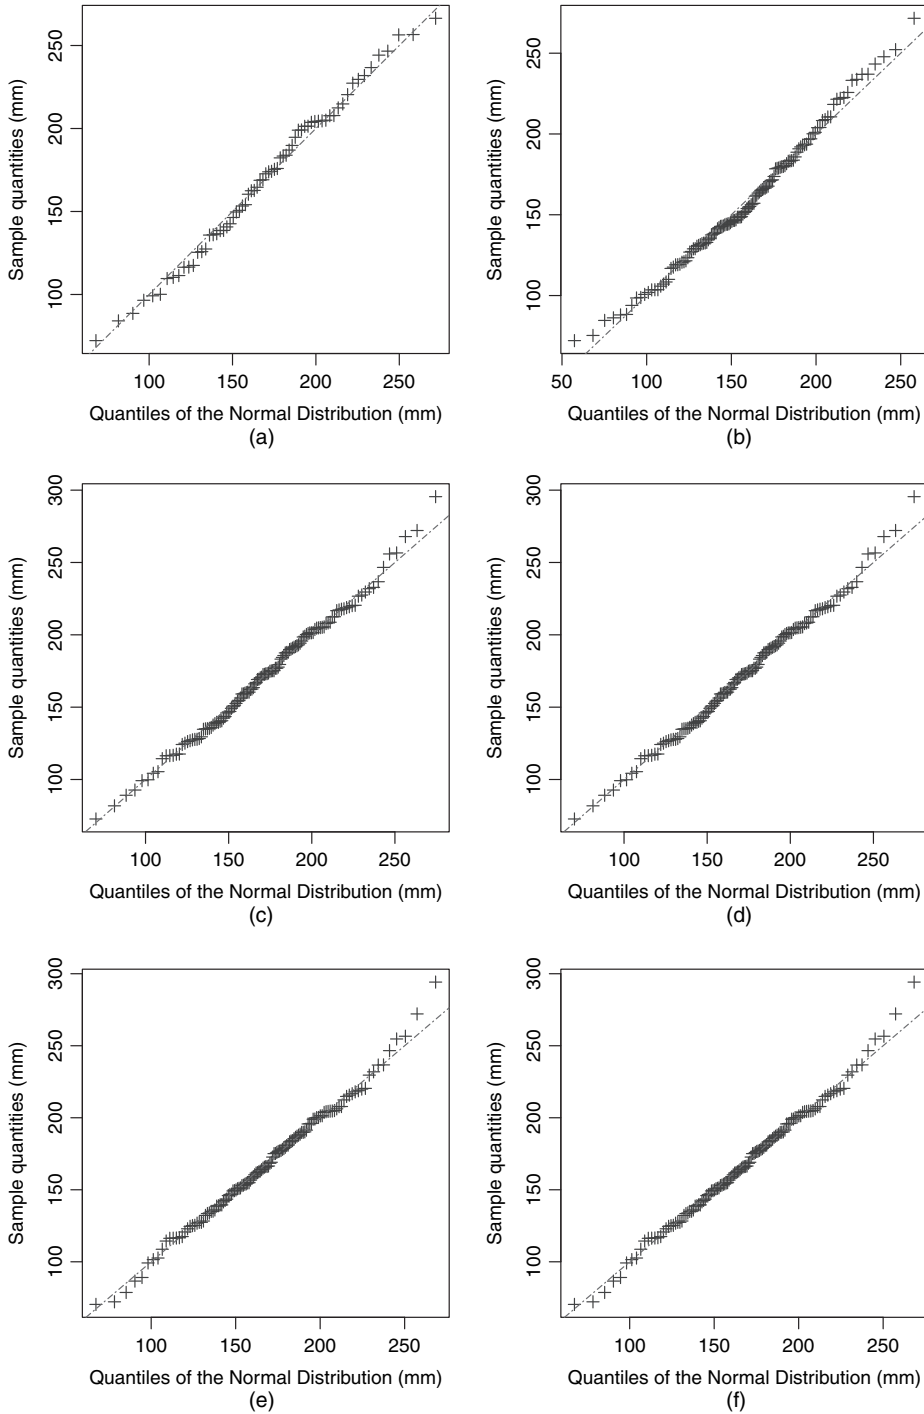 250
200
150
100
Sample quantities (mm)
100 150 200 250
Quantiles of the Normal Distribution (mm)
(a)
250
200
150
100
Sample quantities (mm)
50 100 150 200 250
Quantiles of the Normal Distribution (mm)
(b)
300
250
200
150
100
Sample quantities (mm)
100 150 200 250
Quantiles of the Normal Distribution (mm)
(c)
300
250
200
150
100
Sample quantities (mm)
100 150 200 250
Quantiles of the Normal Distribution (mm)
(d)
300
250
200
150
100
Sample quantities (mm)
100 150 200 250
Quantiles of the Normal Distribution (mm)
(e)
300
250
200
150
100
Sample quantities (mm)
100 150 200 250
Quantiles of the Normal Distribution (mm)
(f)